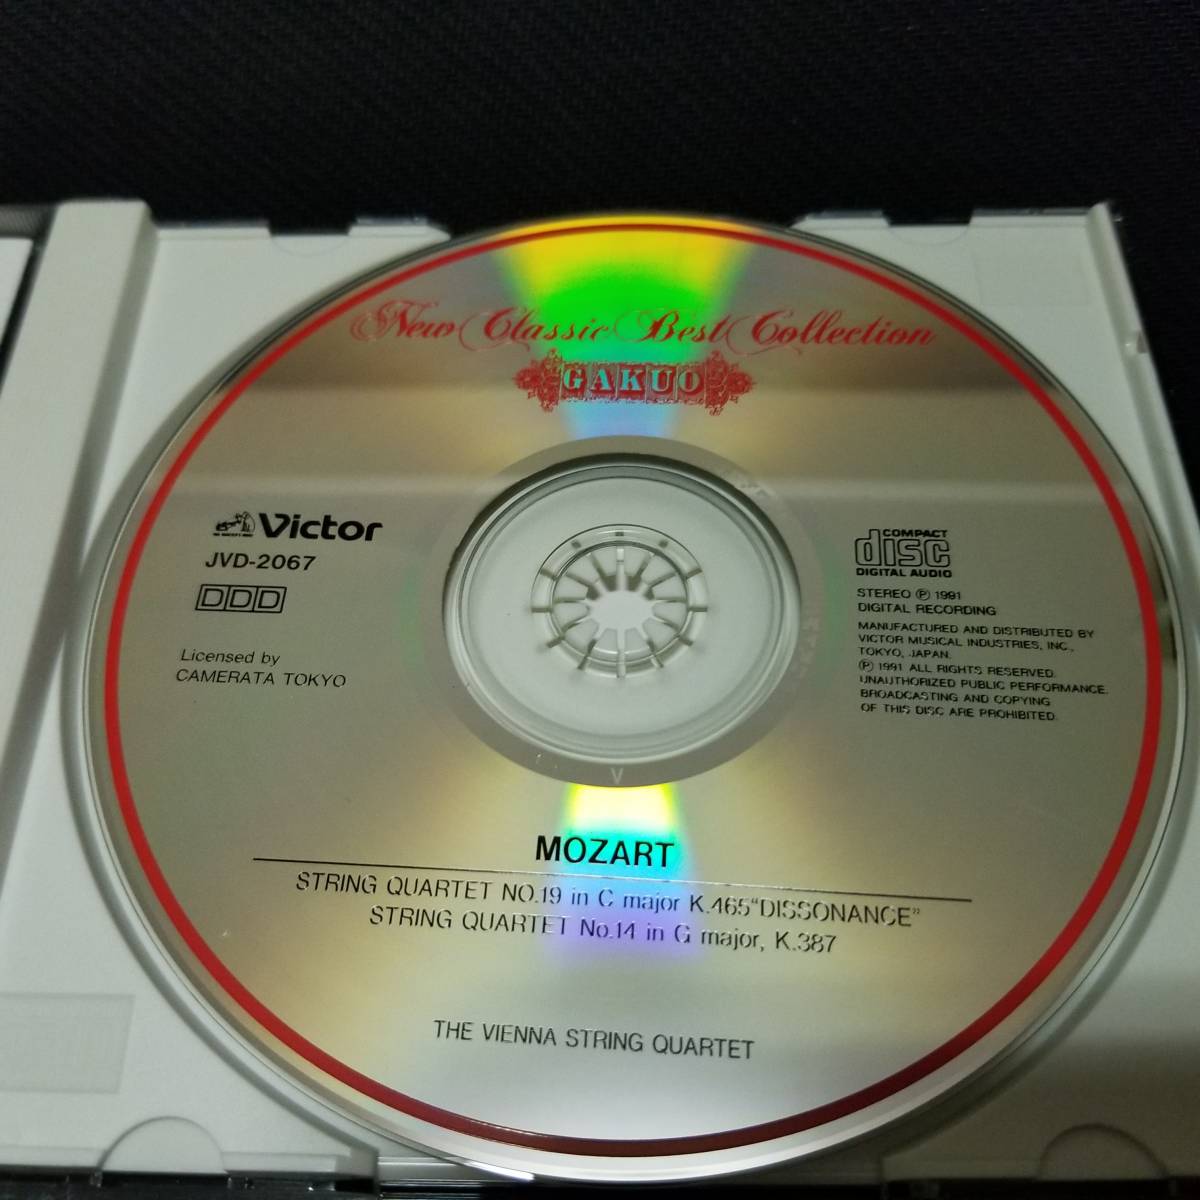 New Classic Best Collection
GAKUO
Victor
JVD-2067
DDD
Licensed by
CAMERATA TOKYO
COMPACT
disc
DIGITAL AUDIO
STEREO Ⓟ 1991
DIGITAL RECORDING
MANUFACTURED AND DISTRIBUTED BY
VICTOR MUSICAL INDUSTRIES, INC.,
TOKYO, JAPAN.
Ⓟ 1991 ALL RIGHTS RESERVED.
UNAUTHORIZED PUBLIC PERFORMANCE.
BROADCASTING AND COPYING
OF THIS DISC ARE PROHIBITED.
V
MOZART
STRING QUARTET NO.19 in C major K.465"DISSONANCE"
STRING QUARTET No.14 in G major, K.387
THE VIENNA STRING QUARTET